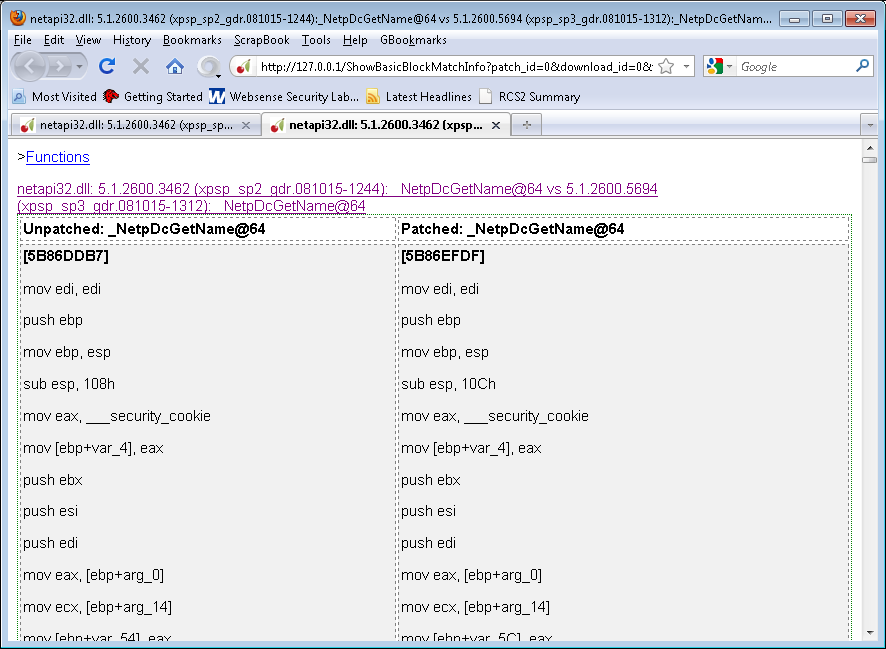 netapi32.dll: 5.1.2600.3462 (xpsp_sp2_gdr.081015-1244):_NetpDcGetName@64 vs 5.1.2600.5694 (xpsp_sp3_gdr.081015-1312):_NetpDcGetNam...
File Edit View History Bookmarks ScrapBook Tools Help GBookmarks
http://127.0.0.1/ShowBasicBlockMatchInfo?patch_id=0&download_id=0& Google
Most Visited Getting Started Websense Security Lab... Latest Headlines RCS2 Summary
netapi32.dll: 5.1.2600.3462 (xpsp_sp... netapi32.dll: 5.1.2600.3462 (xpsp...
>Functions
netapi32.dll: 5.1.2600.3462 (xpsp_sp2_gdr.081015-1244): _NetpDcGetName@64 vs 5.1.2600.5694
(xpsp_sp3_gdr.081015-1312): _NetpDcGetName@64
Unpatched: _NetpDcGetName@64 Patched: _NetpDcGetName@64
[5B86DDB7] [5B86EFDF]
mov edi, edi mov edi, edi
push ebp push ebp
mov ebp, esp mov ebp, esp
sub esp, 108h sub esp, 10Ch
mov eax, ___security_cookie mov eax, ___security_cookie
mov [ebp+var_4], eax mov [ebp+var_4], eax
push ebx push ebx
push esi push esi
push edi push edi
mov eax, [ebp+arg_0] mov eax, [ebp+arg_0]
mov ecx, [ebp+arg_14] mov ecx, [ebp+arg_14]
mov [ebp+var_54], eax mov [ebp+var_5C], eax